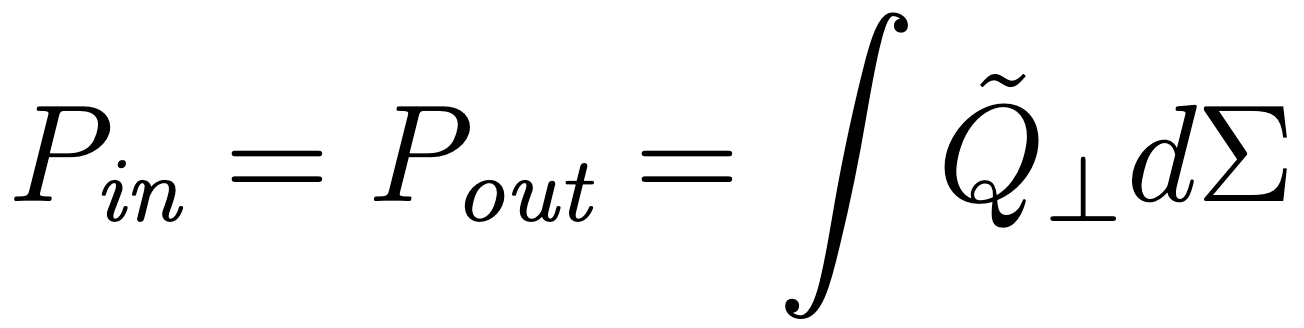 $P_{in} = P_{out} = \int \tilde{Q}_{\perp} d\Sigma$